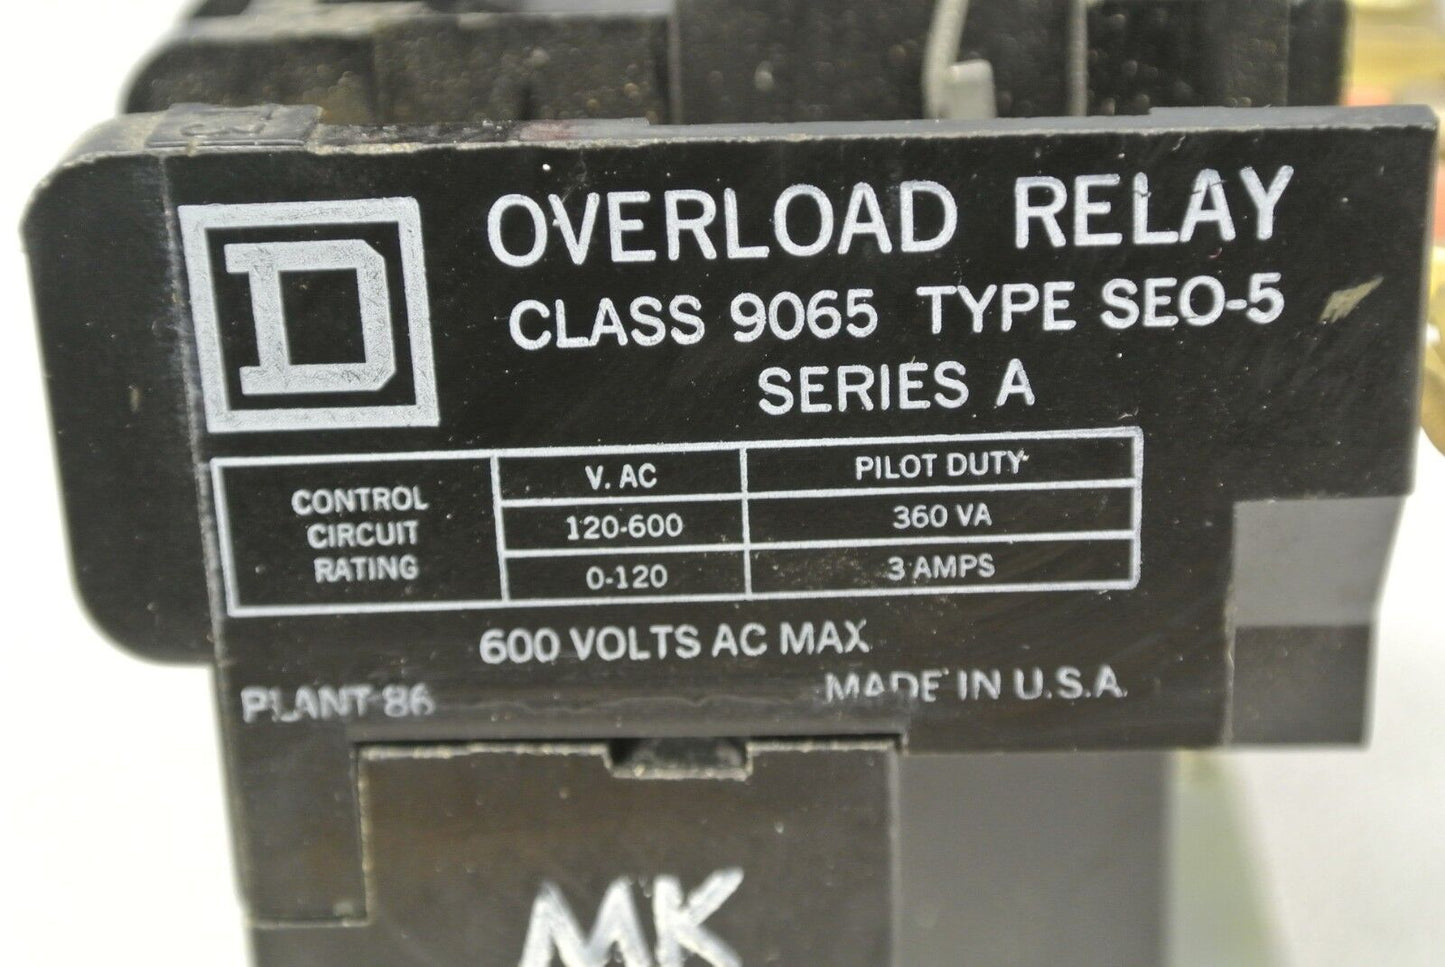 D
OVERLOAD RELAY
CLASS 9065 TYPE SEO-5
SERIES A
CONTROL
CIRCUIT
RATING
V. AC
PILOT DUTY
120-600
360 VA
0-120
3 AMPS
600 VOLTS AC MAX
PLANT 86
MADE IN U.S.A.
MK